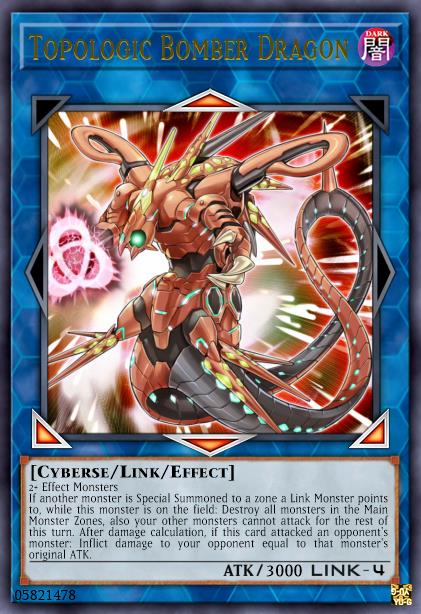 Topologic Bomber Dragon
DARK
闇
[Cyberse/Link/Effect]
2+ Effect Monsters
If another monster is Special Summoned to a zone a Link Monster points
to, while this monster is on the field: Destroy all monsters in the Main
Monster Zones, also your other monsters cannot attack for the rest of
this turn. After damage calculation, if this card attacked an opponent's
monster: Inflict damage to your opponent equal to that monster's
original ATK.
ATK/3000 LINK-4
05821478